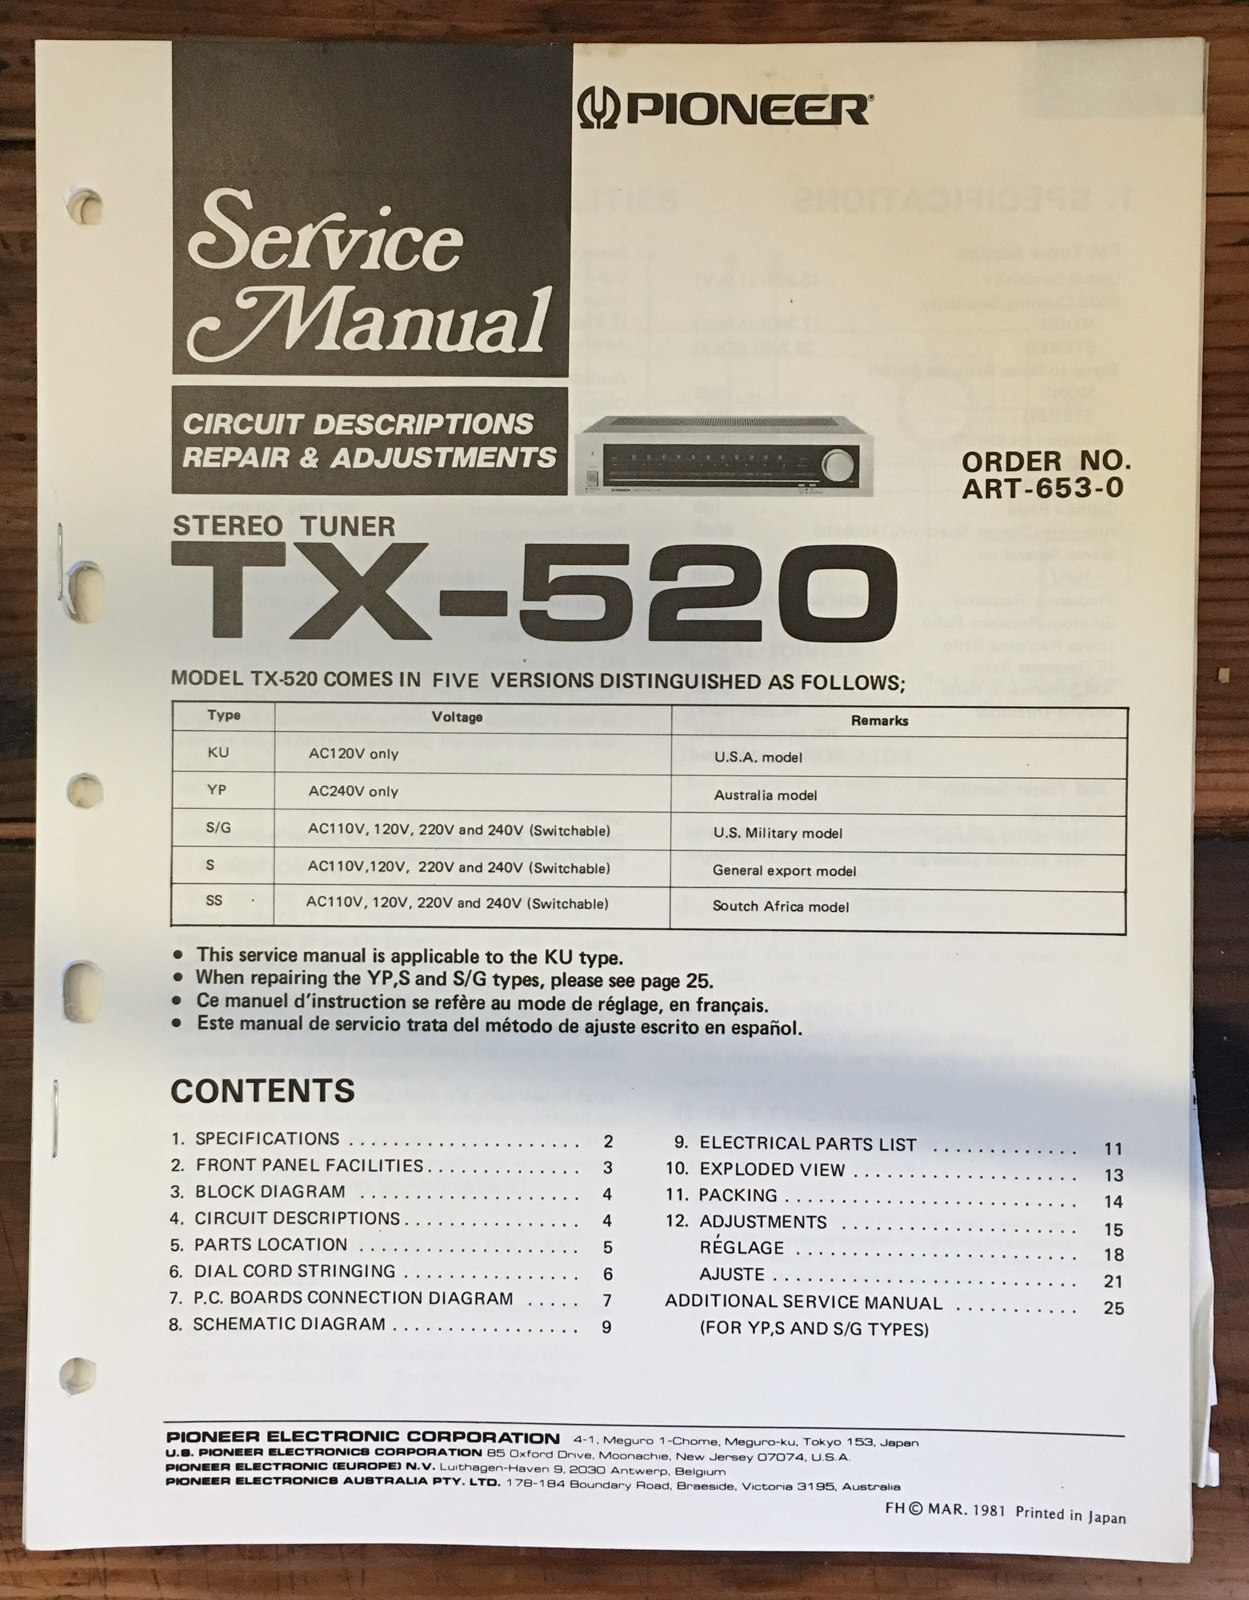 PIONEER®
Service
Manual
CIRCUIT DESCRIPTIONS
REPAIR & ADJUSTMENTS
ORDER NO.
ART-653-0
STEREO TUNER
TX-520
MODEL TX-520 COMES IN FIVE VERSIONS DISTINGUISHED AS FOLLOWS;
Type Voltage Remarks
KU AC120V only U.S.A. model
YP AC240V only Australia model
S/G AC110V, 120V, 220V and 240V (Switchable) U.S. Military model
S AC110V,120V, 220V and 240V (Switchable) General export model
SS AC110V, 120V, 220V and 240V (Switchable) Soutch Africa model
• This service manual is applicable to the KU type.
• When repairing the YP,S and S/G types, please see page 25.
• Ce manuel d'instruction se refère au mode de réglage, en français.
• Este manual de servicio trata del método de ajuste escrito en español.
CONTENTS
1. SPECIFICATIONS ...................... 2
2. FRONT PANEL FACILITIES .............. 3
3. BLOCK DIAGRAM ..................... 4
4. CIRCUIT DESCRIPTIONS ................. 4
5. PARTS LOCATION ..................... 5
6. DIAL CORD STRINGING ................. 6
7. P.C. BOARDS CONNECTION DIAGRAM ..... 7
8. SCHEMATIC DIAGRAM .................. 9
9. ELECTRICAL PARTS LIST ............. 11
10. EXPLODED VIEW ..................... 13
11. PACKING ........................... 14
12. ADJUSTMENTS ...................... 15
RÉGLAGE .......................... 18
AJUSTE ............................ 21
ADDITIONAL SERVICE MANUAL ........... 25
(FOR YP,S AND S/G TYPES)
PIONEER ELECTRONIC CORPORATION 4-1, Meguro 1-Chome, Meguro-ku, Tokyo 153, Japan
U.S. PIONEER ELECTRONICS CORPORATION 85 Oxford Drive, Moonachie, New Jersey 07074, U.S.A.
PIONEER ELECTRONIC (EUROPE) N.V. Luithagen-Haven 9, 2030 Antwerp, Belgium
PIONEER ELECTRONICS AUSTRALIA PTY. LTD. 178-184 Boundary Road, Braeside, Victoria 3195, Australia
FH © MAR. 1981 Printed in Japan